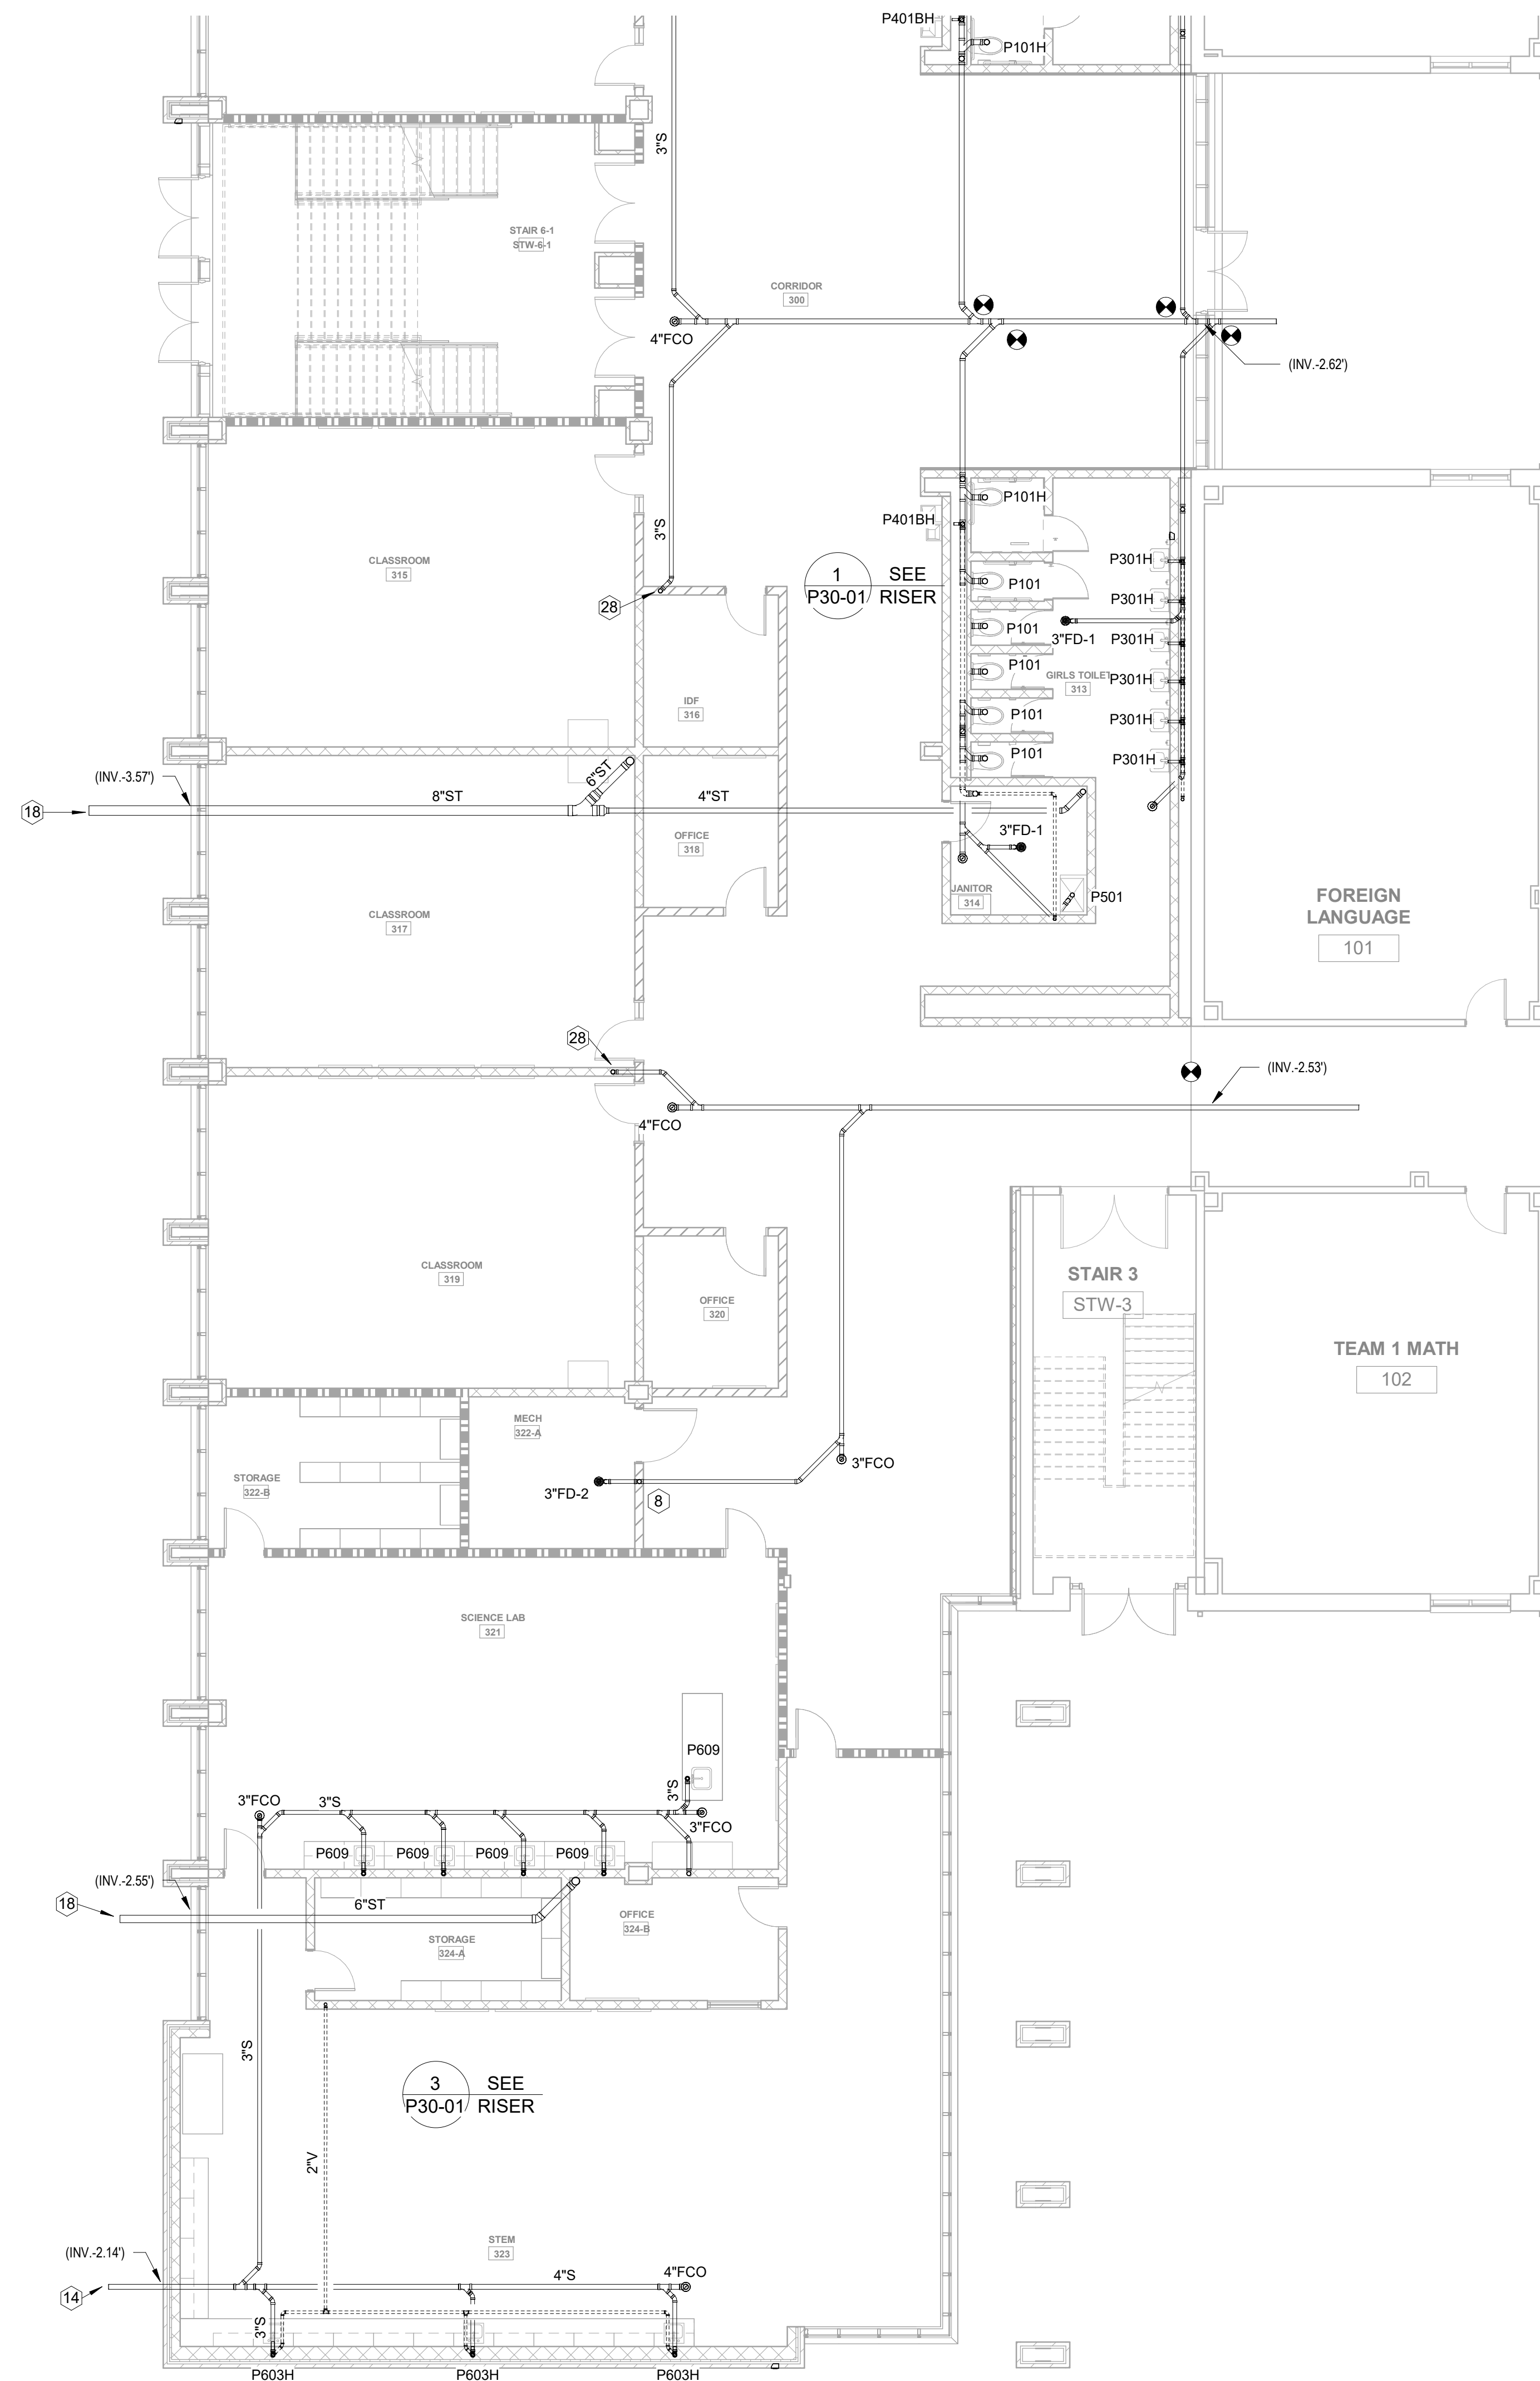 P401BH
P101H
3"S
STAIR 6-1
STW-6-1
CORRIDOR
300
4"FCO
(INV.-2.62')
P101H
P401BH
3"S
CLASSROOM
315
1
P30-01
SEE
RISER
28
P101
P101
P101
P101
P101
P301H
P301H
P301H
P301H
P301H
P301H
3"FD-1
GIRLS TOILET
313
IDF
316
(INV.-3.57')
18
8"ST
6"ST
4"ST
OFFICE
318
3"FD-1
JANITOR
314
P501
CLASSROOM
317
FOREIGN
LANGUAGE
101
28
4"FCO
(INV.-2.53')
CLASSROOM
319
OFFICE
320
STAIR 3
STW-3
TEAM 1 MATH
102
MECH
322-A
STORAGE
322-B
3"FD-2
8
3"FCO
SCIENCE LAB
321
P609
3"S
3"FCO
3"S
3"FCO
P609
P609
P609
P609
(INV.-2.55')
18
6"ST
OFFICE
324-B
STORAGE
324-A
3"S
3
P30-01
SEE
RISER
2"V
STEM
323
(INV.-2.14')
14
4"S
4"FCO
3"S
P603H
P603H
P603H